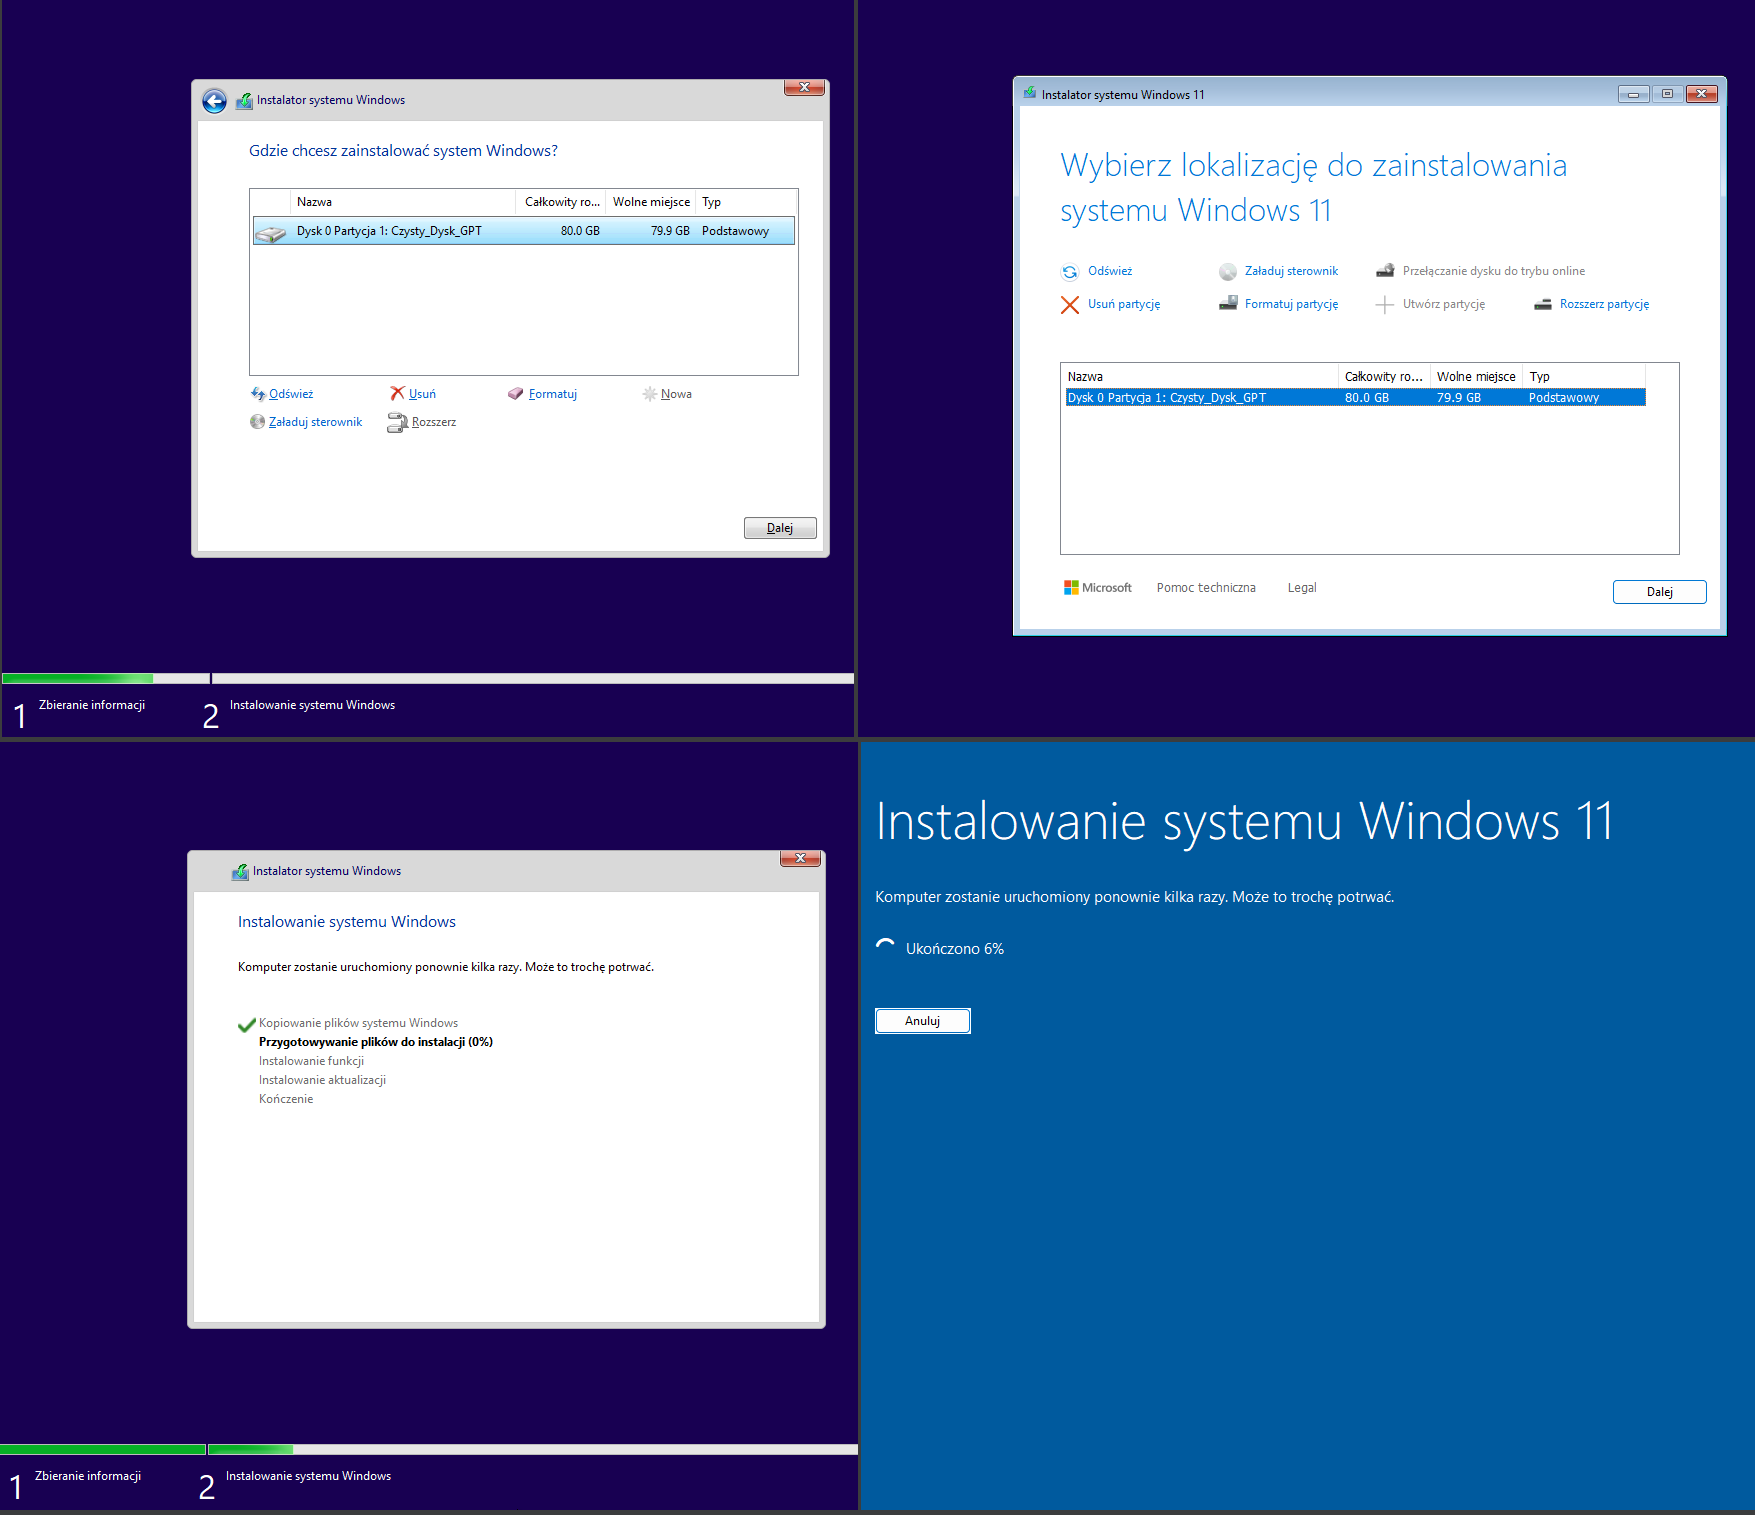 Instalator systemu Windows
Gdzie chcesz zainstalować system Windows?
Nazwa Całkowity ro... Wolne miejsce Typ
Dysk 0 Partycja 1: Czysty_Dysk_GPT 80.0 GB 79.9 GB Podstawowy
Odśwież Usuń Formatuj Nowa
Załaduj sterownik Rozszerz
Dalej
1 Zbieranie informacji 2 Instalowanie systemu Windows
Instalator systemu Windows 11
Wybierz lokalizację do zainstalowania
systemu Windows 11
Odśwież Załaduj sterownik Przełączanie dysku do trybu online
Usuń partycję Formatuj partycję Utwórz partycję Rozszerz partycję
Nazwa Całkowity ro... Wolne miejsce Typ
Dysk 0 Partycja 1: Czysty_Dysk_GPT 80.0 GB 79.9 GB Podstawowy
Microsoft Pomoc techniczna Legal
Dalej
Instalator systemu Windows
Instalowanie systemu Windows
Komputer zostanie uruchomiony ponownie kilka razy. Może to trochę potrwać.
Kopiowanie plików systemu Windows
Przygotowywanie plików do instalacji (0%)
Instalowanie funkcji
Instalowanie aktualizacji
Kończenie
1 Zbieranie informacji 2 Instalowanie systemu Windows
Instalowanie systemu Windows 11
Komputer zostanie uruchomiony ponownie kilka razy. Może to trochę potrwać.
Ukończono 6%
Anuluj